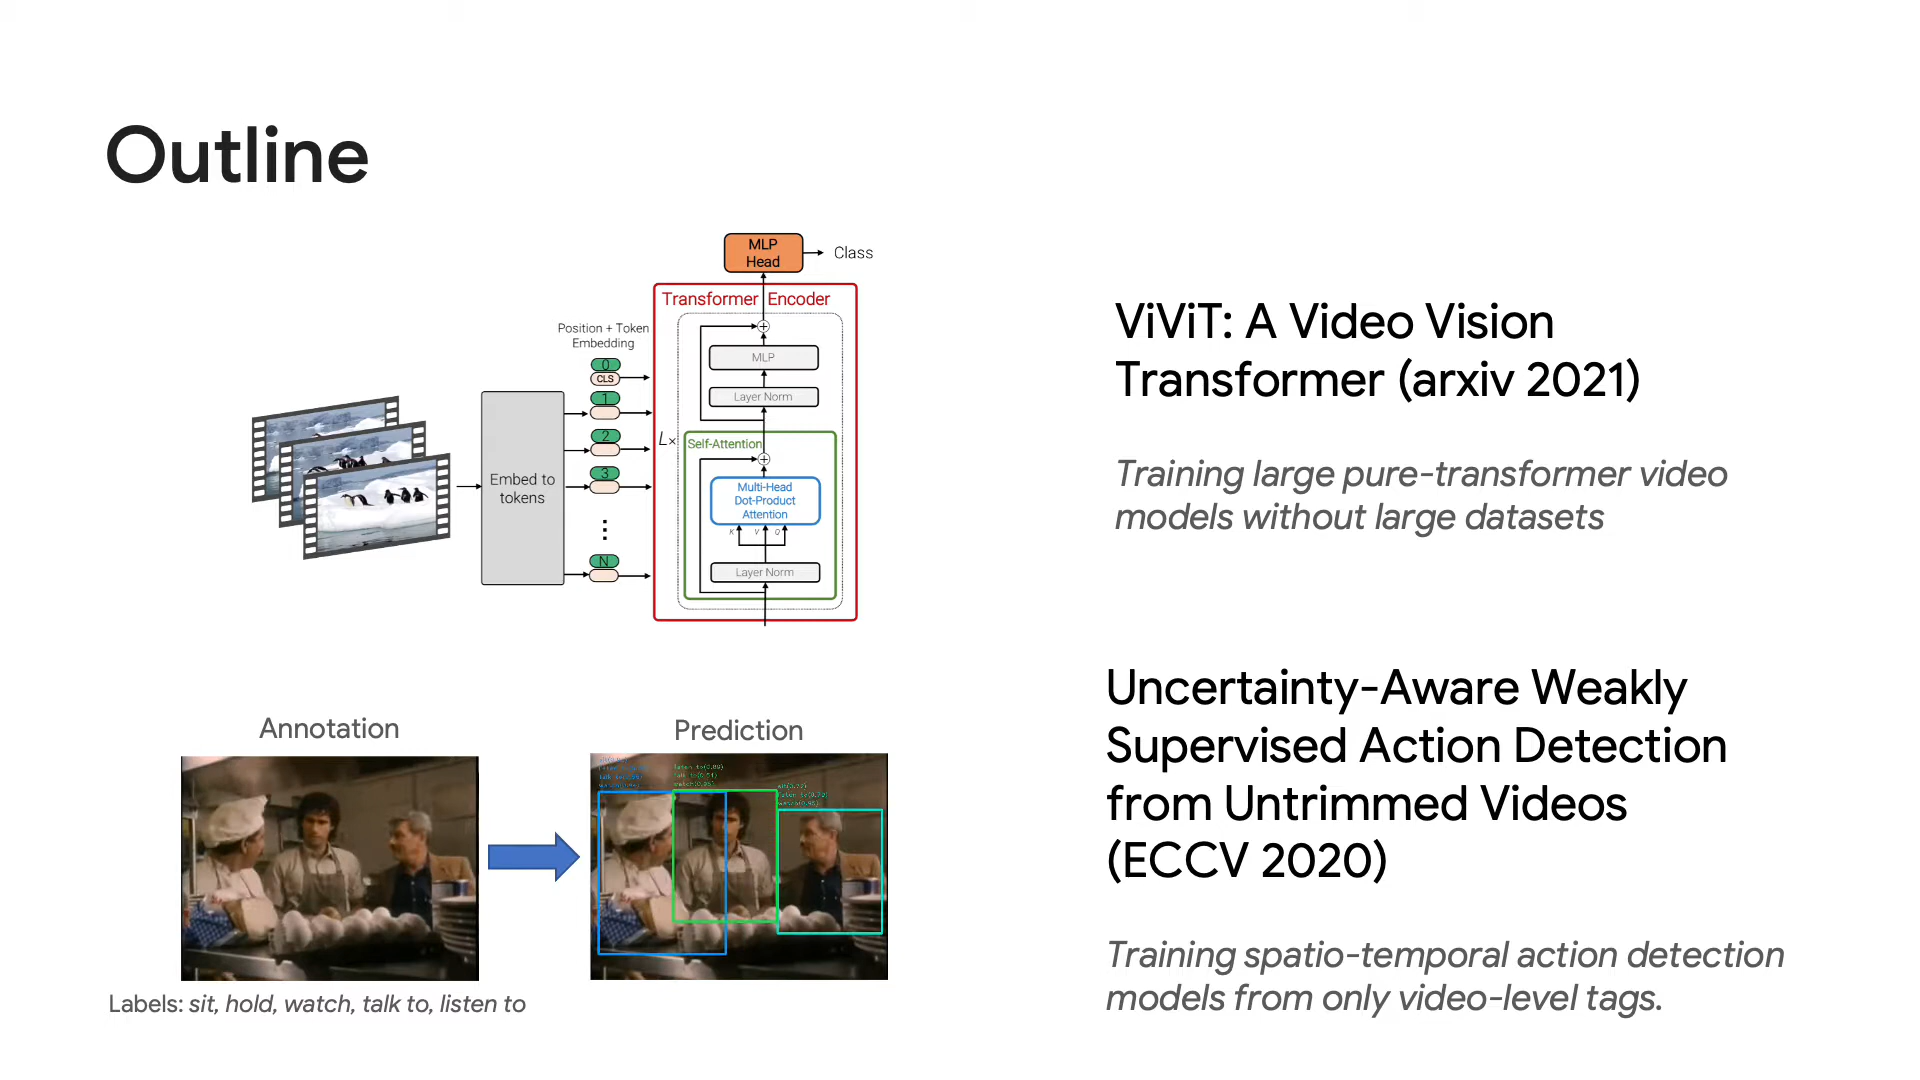 Outline
MLP
Head
Class
Transformer Encoder
Position + Token
Embedding
0
CLS
1
2
3
N
Embed to
tokens
L×
MLP
Layer Norm
Self-Attention
Multi-Head
Dot-Product
Attention
K V Q
Layer Norm
ViViT: A Video Vision
Transformer (arxiv 2021)
Training large pure-transformer video
models without large datasets
Annotation
Prediction
listen to(0.89)
Labels: sit, hold, watch, talk to, listen to
Uncertainty-Aware Weakly
Supervised Action Detection
from Untrimmed Videos
(ECCV 2020)
Training spatio-temporal action detection
models from only video-level tags.